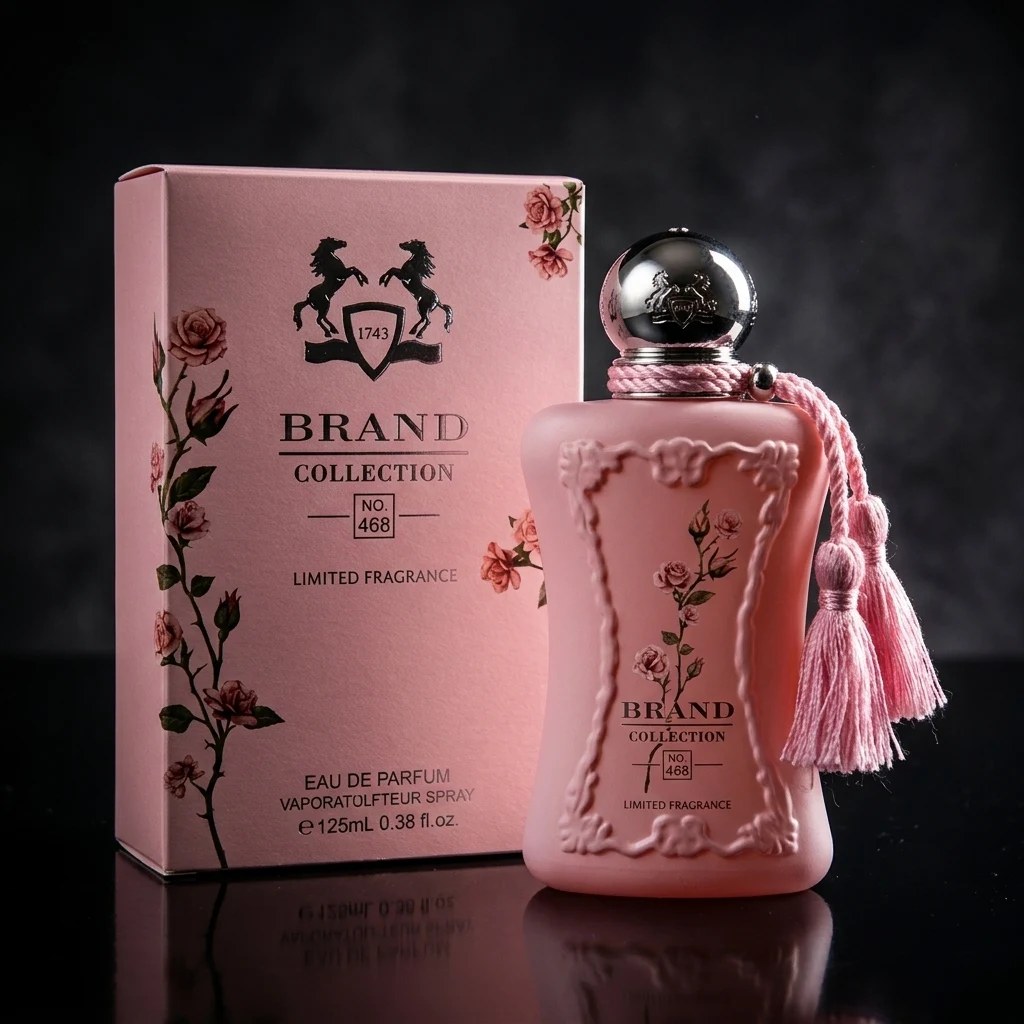 1743
BRAND
COLLECTION
NO.
468
LIMITED FRAGRANCE
EAU DE PARFUM
VAPORATOLFTEUR SPRAY
℮125mL 0.38 fl.oz.
BRAND
COLLECTION
NO.
468
LIMITED FRAGRANCE